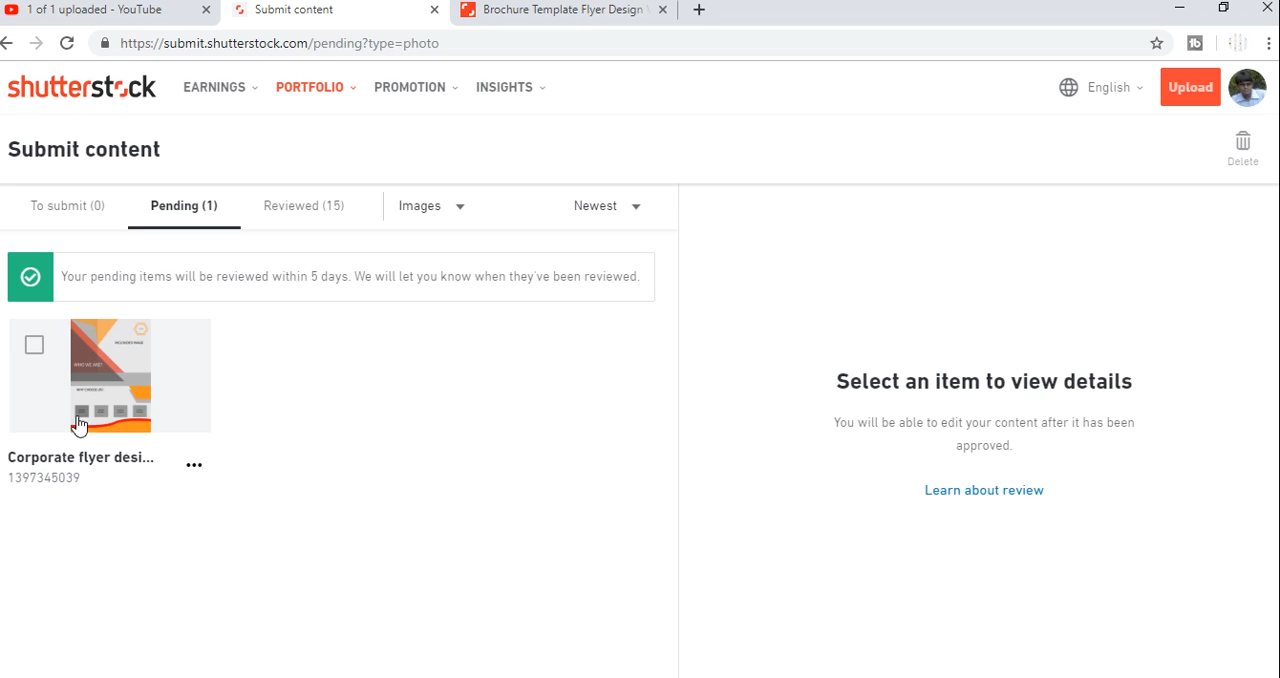 1 of 1 uploaded - YouTube
Submit content
Brochure Template Flyer Design
https://submit.shutterstock.com/pending?type=photo
shutterstock
EARNINGS
PORTFOLIO
PROMOTION
INSIGHTS
English
Upload
Submit content
Delete
To submit (0)
Pending (1)
Reviewed (15)
Images
Newest
Your pending items will be reviewed within 5 days. We will let you know when they've been reviewed.
WHO WE ARE?
Corporate flyer desi...
1397345039
Select an item to view details
You will be able to edit your content after it has been
approved.
Learn about review